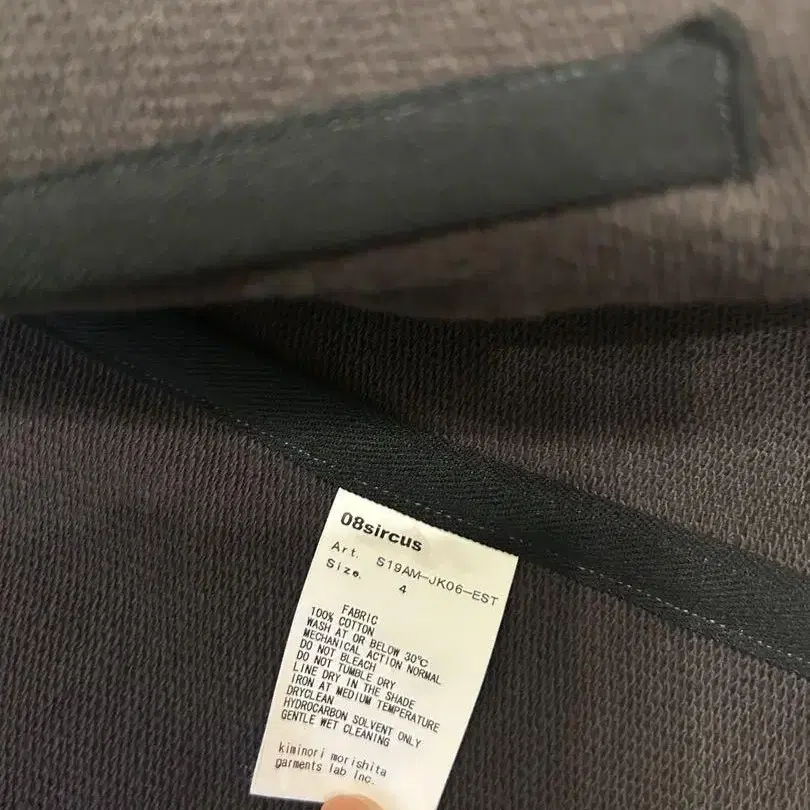 08sircus
Art. S19AM-JK06-EST
Size. 4
FABRIC
100% COTTON
WASH AT OR BELOW 30℃
MECHANICAL ACTION NORMAL
DO NOT BLEACH
DO NOT TUMBLE DRY
LINE DRY IN THE SHADE
IRON AT MEDIUM TEMPERATURE
DRYCLEAN
HYDROCARBON SOLVENT ONLY
GENTLE WET CLEANING
kiminori morishita
garments lab inc.